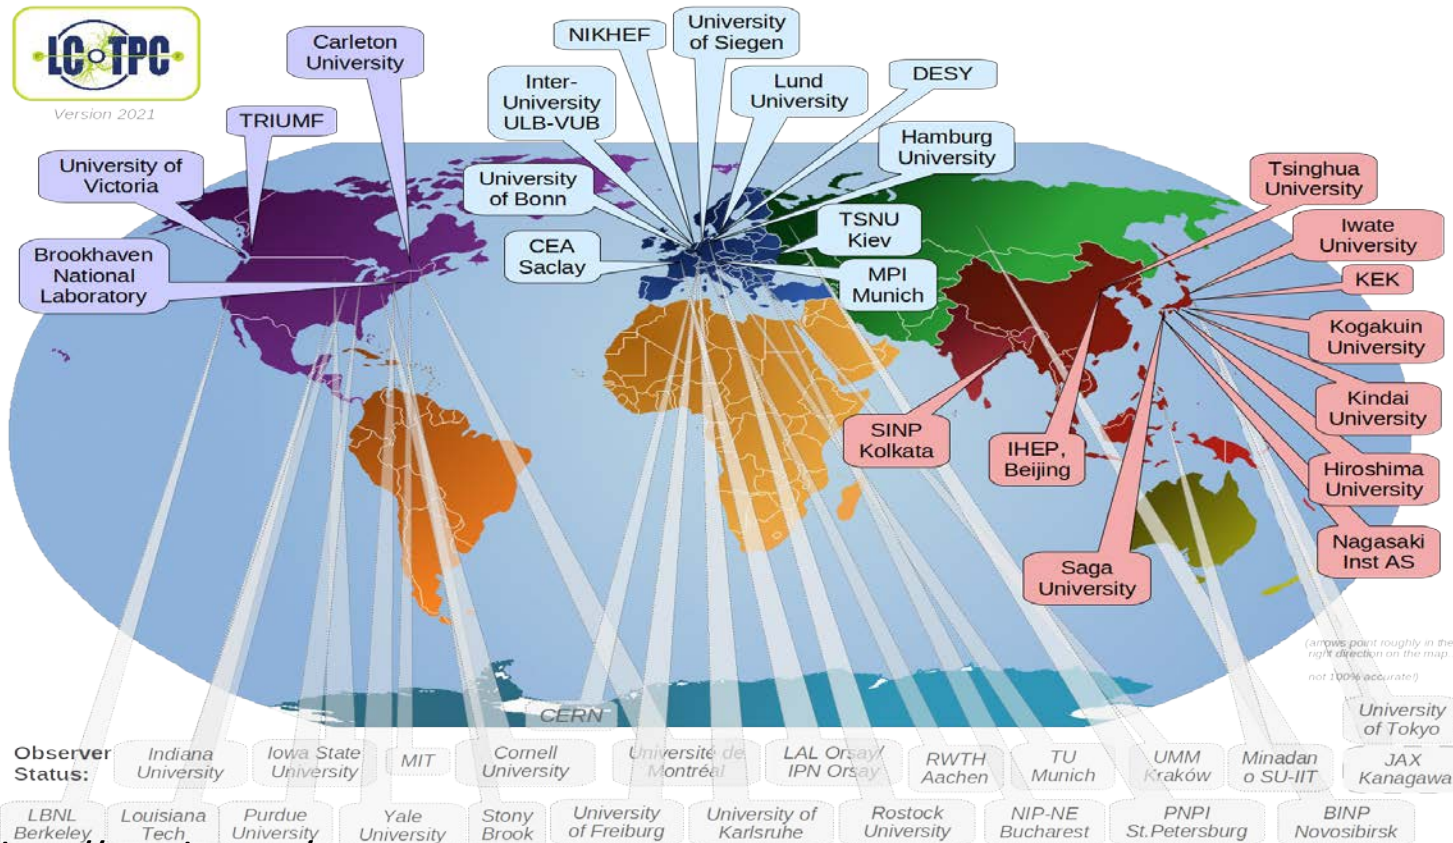 LC TPC
Version 2021
Carleton
University
TRIUMF
University of
Victoria
Brookhaven
National
Laboratory
NIKHEF
University
of Siegen
Inter-
University
ULB-VUB
Lund
University
DESY
Hamburg
University
University
of Bonn
CEA
Saclay
TSNU
Kiev
MPI
Munich
Tsinghua
University
Iwate
University
KEK
Kogakuin
University
Kindai
University
Hiroshima
University
Nagasaki
Inst AS
SINP
Kolkata
IHEP,
Beijing
Saga
University
(arrows point roughly in the
right direction on the map.
not 100% accurate!)
CERN
University
of Tokyo
Observer
Status:
Indiana
University
Iowa State
University
MIT
Cornell
University
Université de
Montréal
LAL Orsay/
IPN Orsay
RWTH
Aachen
TU
Munich
UMM
Kraków
Minadan
o SU-IIT
JAX
Kanagawa
LBNL
Berkeley
Louisiana
Tech
Purdue
University
Yale
University
Stony
Brook
University
of Freiburg
University of
Karlsruhe
Rostock
University
NIP-NE
Bucharest
PNPI
St.Petersburg
BINP
Novosibirsk